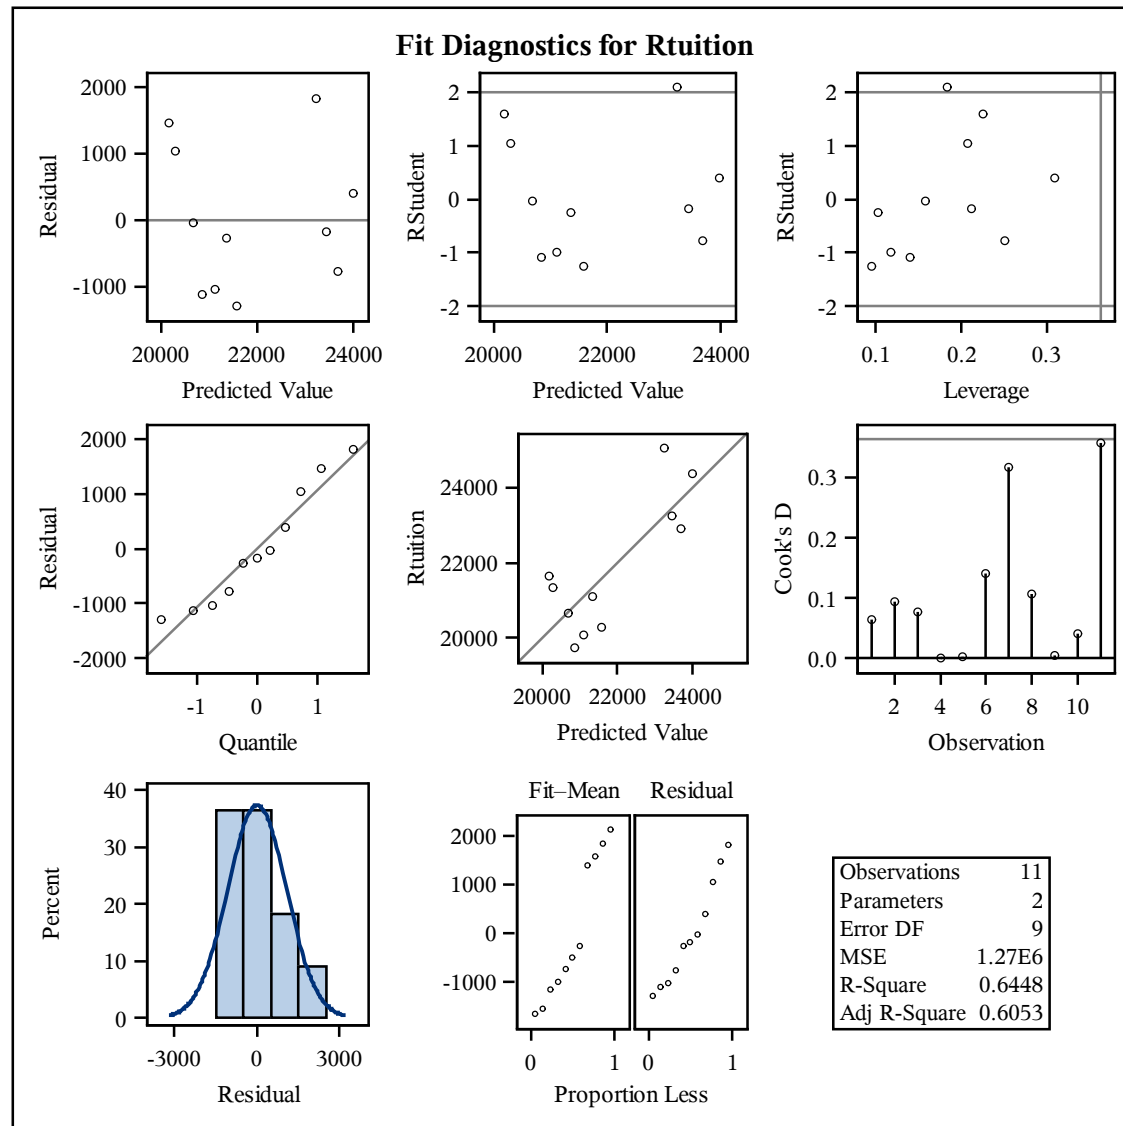 Fit Diagnostics for Rtuition
2000
1000
0
-1000
Residual
20000 22000 24000
Predicted Value
2
1
0
-1
-2
RStudent
20000 22000 24000
Predicted Value
2
1
0
-1
-2
RStudent
0.1 0.2 0.3
Leverage
2000
1000
0
-1000
-2000
Residual
-1 0 1
Quantile
24000
22000
20000
Rtuition
20000 22000 24000
Predicted Value
0.3
0.2
0.1
0.0
Cook's D
2 4 6 8 10
Observation
40
30
20
10
0
Percent
-3000 0 3000
Residual
Fit–Mean Residual
2000
1000
0
-1000
0 1 0 1
Proportion Less
Observations 11
Parameters 2
Error DF 9
MSE 1.27E6
R-Square 0.6448
Adj R-Square 0.6053